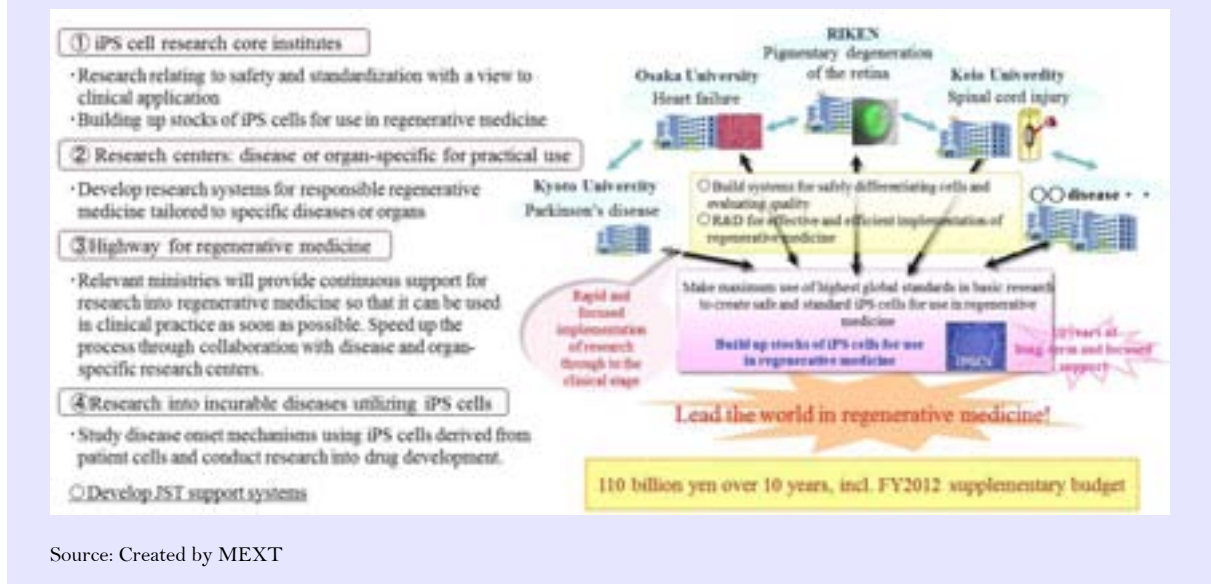 ① iPS cell research core institutes
・Research relating to safety and standardization with a view to
clinical application
・Building up stocks of iPS cells for use in regenerative medicine
② Research centers: disease or organ-specific for practical use
・Develop research systems for responsible regenerative
medicine tailored to specific diseases or organs
③Highway for regenerative medicine
・Relevant ministries will provide continuous support for
research into regenerative medicine so that it can be used
in clinical practice as soon as possible. Speed up the
process through collaboration with disease and organ-
specific research centers.
④Research into incurable diseases utilizing iPS cells
・Study disease onset mechanisms using iPS cells derived from
patient cells and conduct research into drug development.
○Develop JST support systems
RIKEN
Pigmentary degeneration
of the retina
Osaka University
Heart failure
Keio Univerdity
Spinal cord injury
Kyoto Univercity
Parkinson's disease
○○disease・・
○Build systems for safely differentiating cells and
evaluating quality
○R&D for effective and efficient implementation of
regenerative medicine
Make maximum use of highest global standards in basic research
to create safe and standard iPS cells for use in regenerative
medicine
Build up stocks of iPS cells for use
in regenerative medicine
Rapid and
focused
implementation
of research
through to the
clinical stage
long-term and focused
support
Lead the world in regenerative medicine!
110 billion yen over 10 years, incl. FY2012 supplementary budget
Source: Created by MEXT